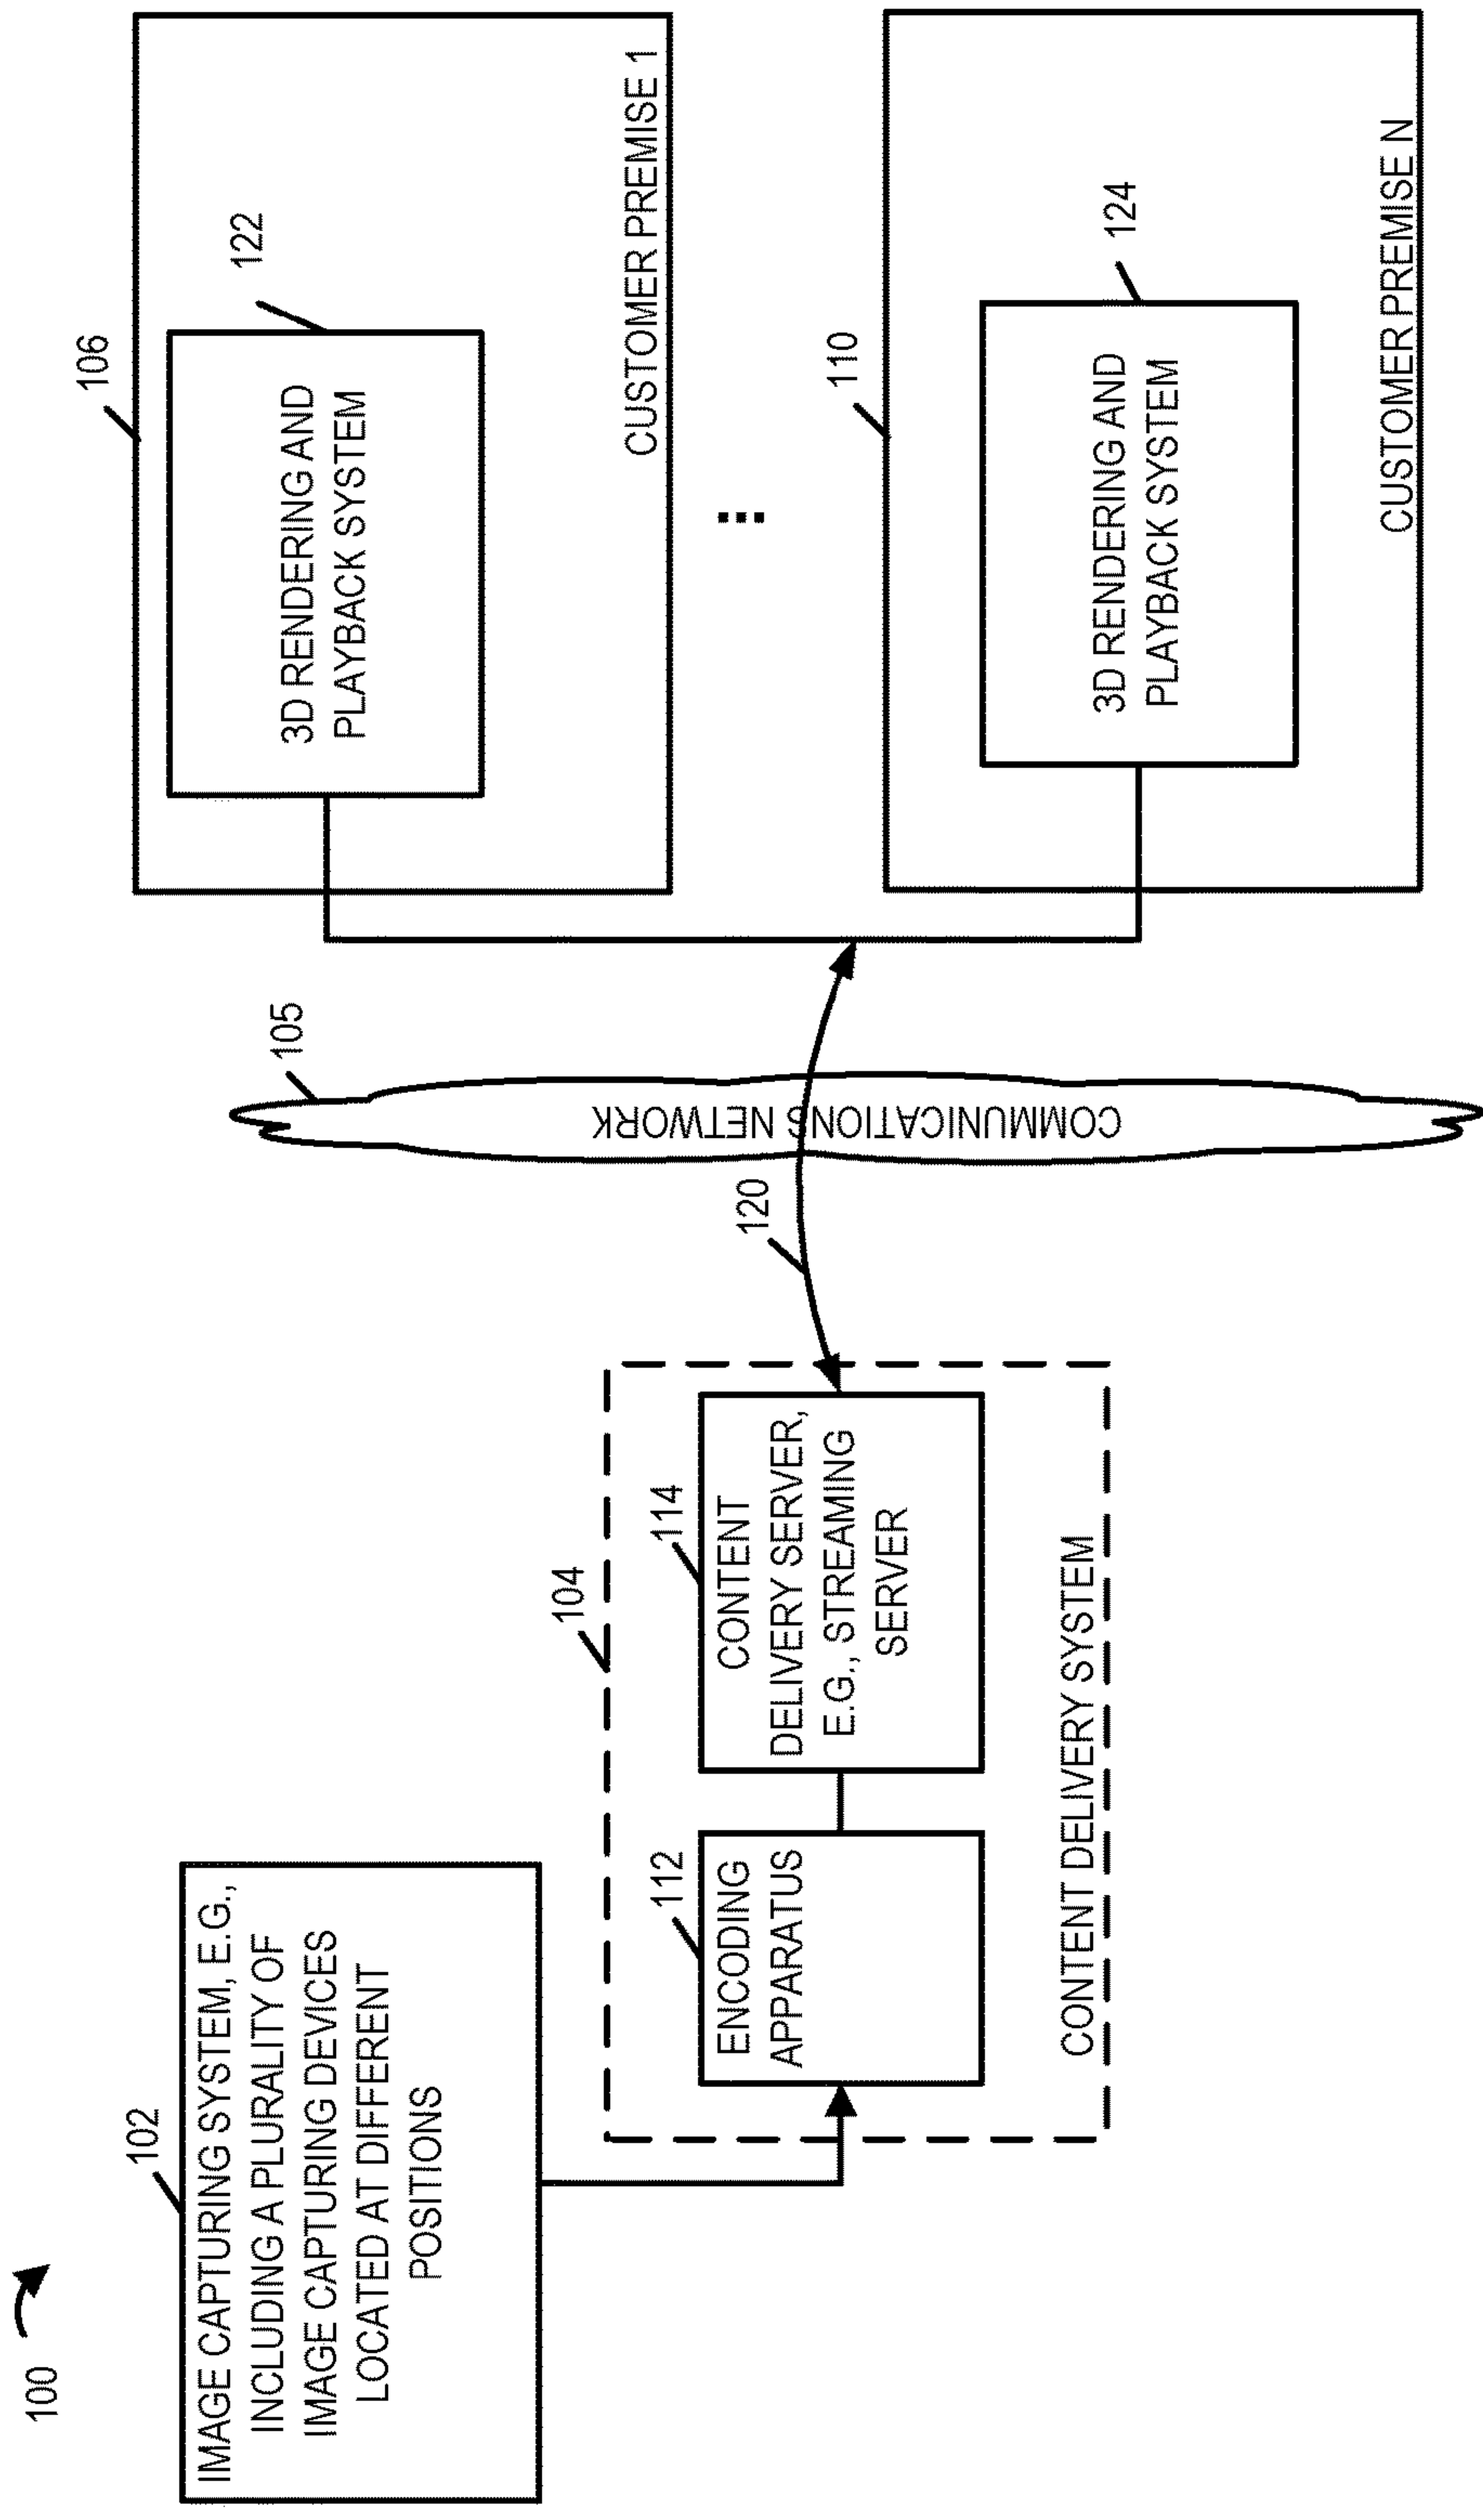 100
102
IMAGE CAPTURING SYSTEM, E.G.,
INCLUDING A PLURALITY OF
IMAGE CAPTURING DEVICES
LOCATED AT DIFFERENT
POSITIONS
104
112
ENCODING
APPARATUS
114
CONTENT
DELIVERY SERVER,
E.G., STREAMING
SERVER
CONTENT DELIVERY SYSTEM
120
105
COMMUNICATIONS NETWORK
106
122
3D RENDERING AND
PLAYBACK SYSTEM
CUSTOMER PREMISE 1
...
110
124
3D RENDERING AND
PLAYBACK SYSTEM
CUSTOMER PREMISE N